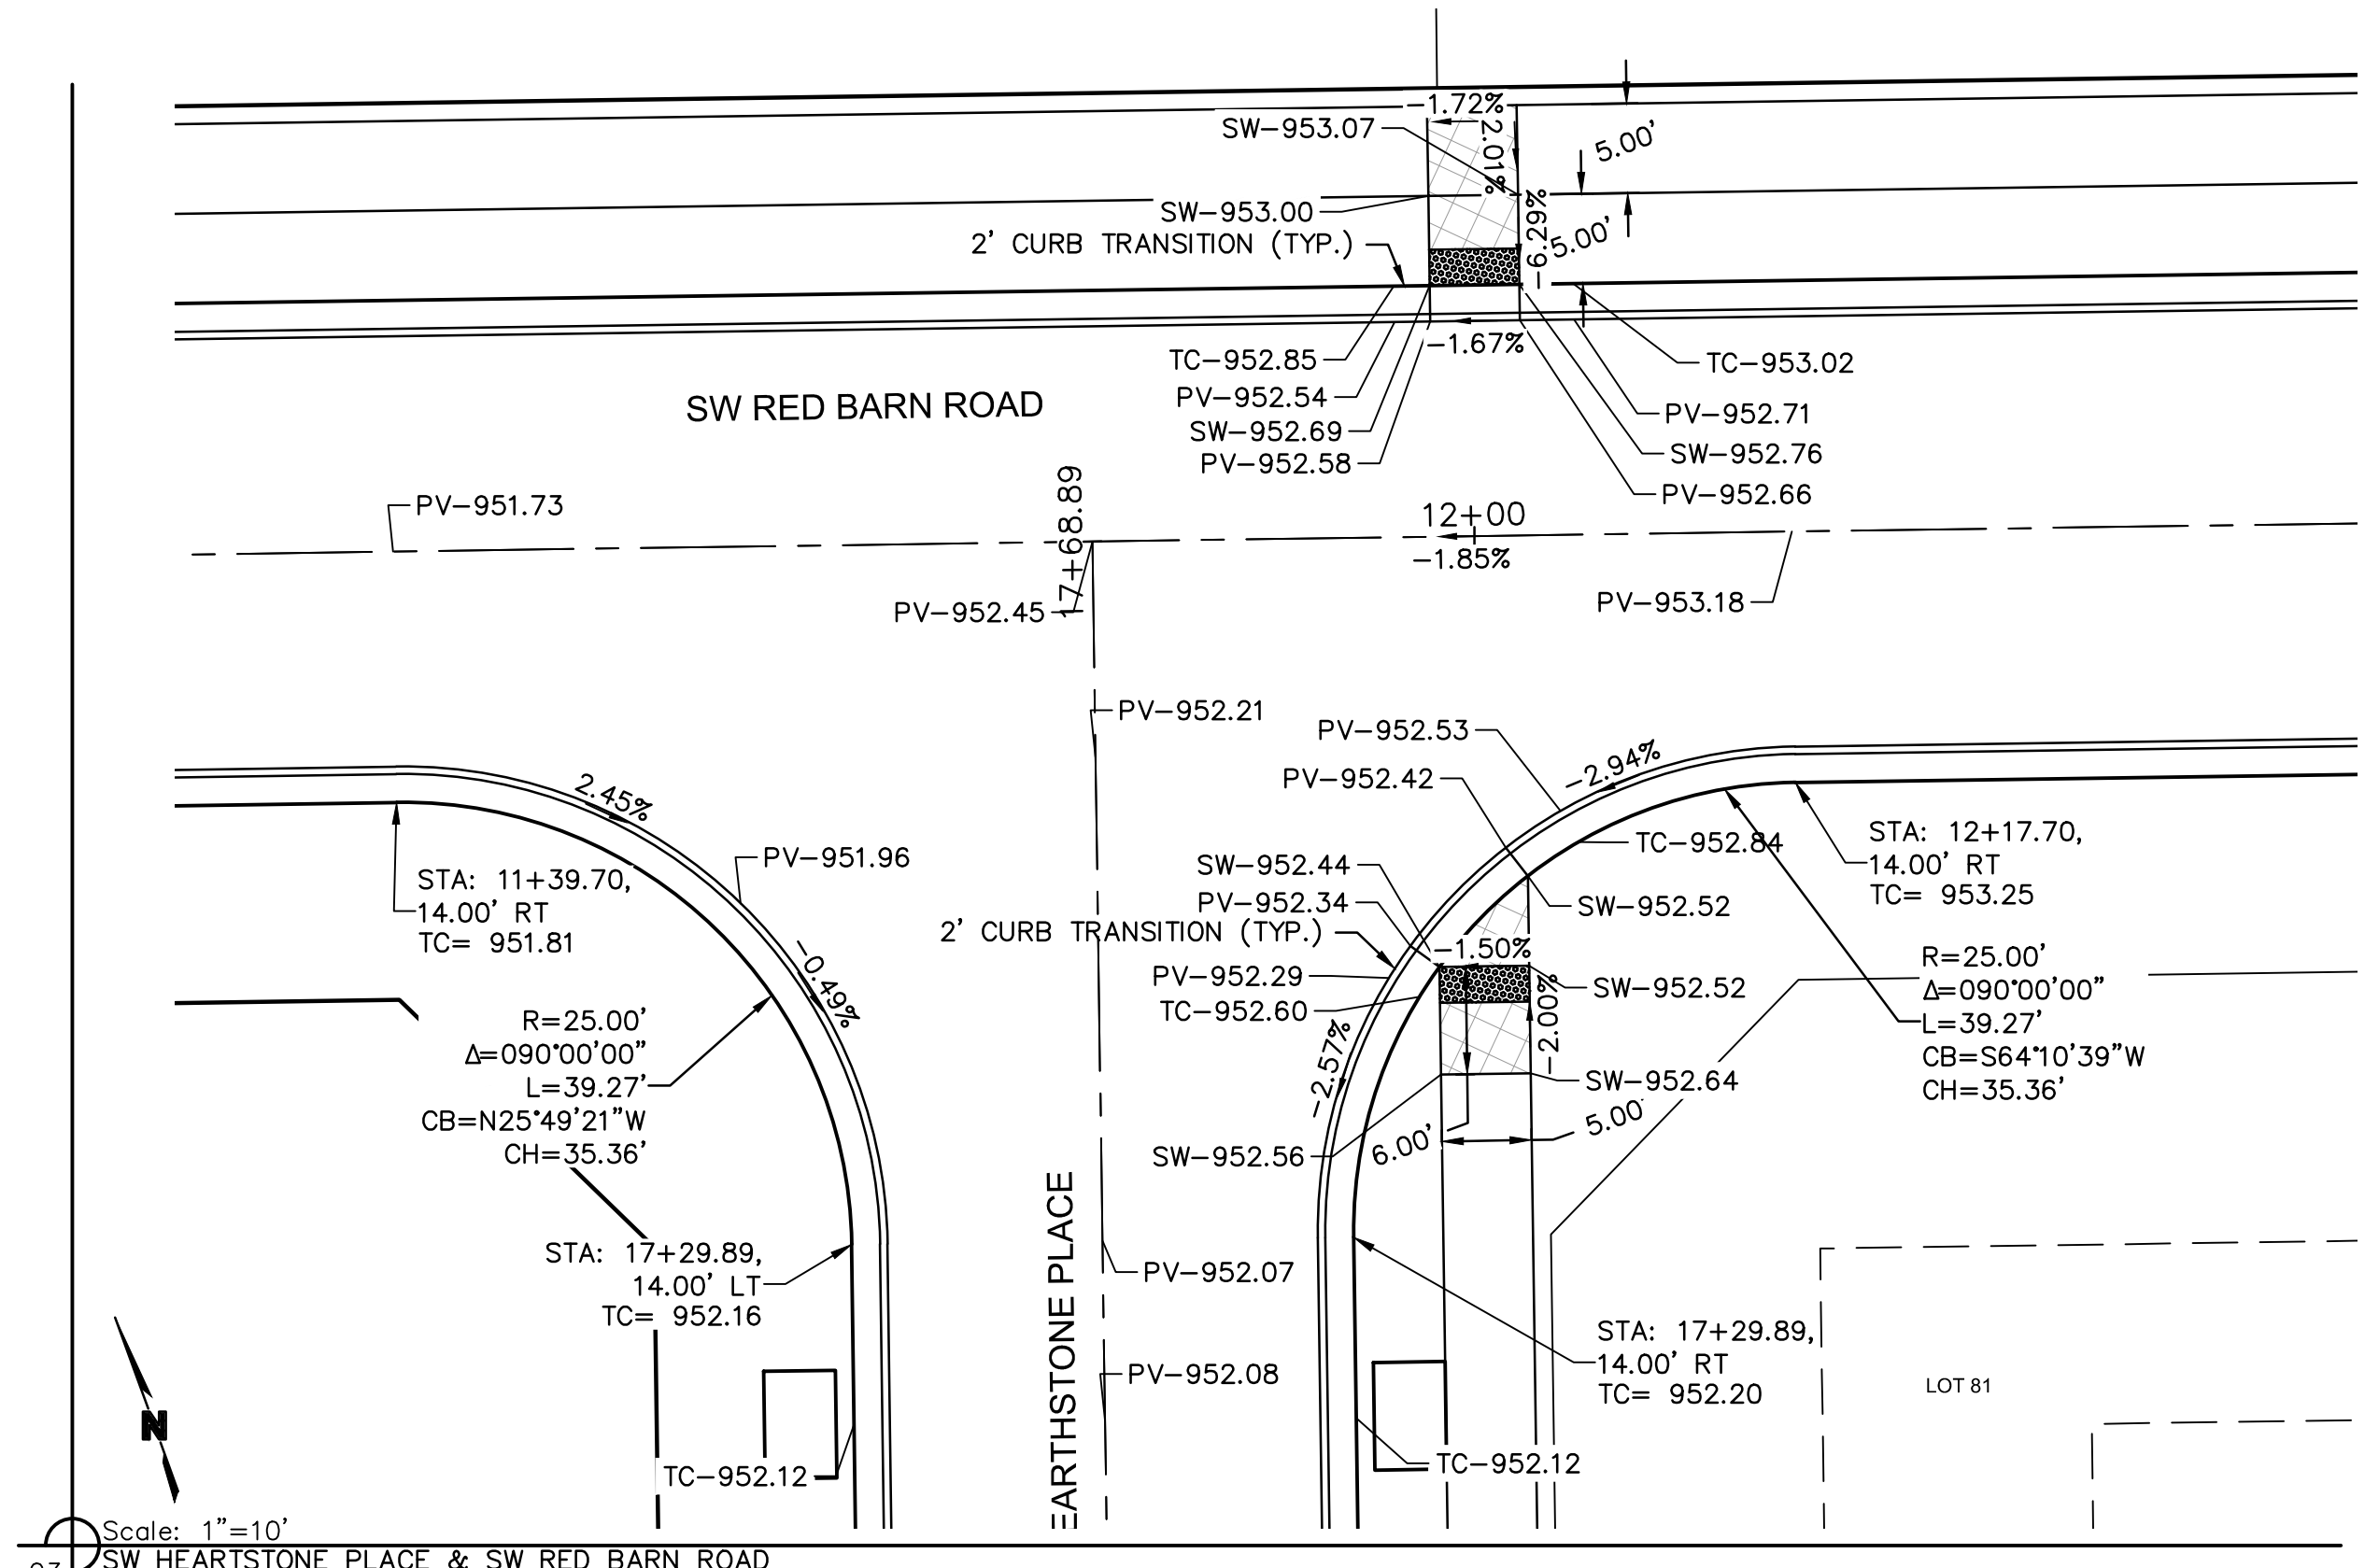 -1.72%
SW-953.07
2.01%
5.00'
SW-953.00
-6.29%
5.00'
2' CURB TRANSITION (TYP.)
-1.67%
TC-952.85
TC-953.02
PV-952.54
PV-952.71
SW-952.69
SW-952.76
PV-952.58
PV-952.66
SW RED BARN ROAD
PV-951.73
17+68.89
12+00
-1.85%
PV-952.45
PV-953.18
PV-952.21
PV-952.53
-2.94%
2.45%
PV-952.42
STA: 12+17.70,
14.00' RT
TC= 953.25
TC-952.84
PV-951.96
SW-952.44
STA: 11+39.70,
14.00' RT
TC= 951.81
PV-952.34
SW-952.52
2' CURB TRANSITION (TYP.)
-1.50%
PV-952.29
SW-952.52
TC-952.60
-0.49%
-2.00%
R=25.00'
Δ=090°00'00"
L=39.27'
CB=S64°10'39"W
CH=35.36'
R=25.00'
Δ=090°00'00"
L=39.27'
CB=N25°49'21"W
CH=35.36'
-2.57%
SW-952.64
5.00'
6.00'
SW-952.56
STA: 17+29.89,
14.00' LT
TC= 952.16
PV-952.07
EARTHSTONE PLACE
STA: 17+29.89,
14.00' RT
TC= 952.20
PV-952.08
LOT 81
N
TC-952.12
TC-952.12
Scale: 1"=10'
SW HEARTSTONE PLACE & SW RED BARN ROAD